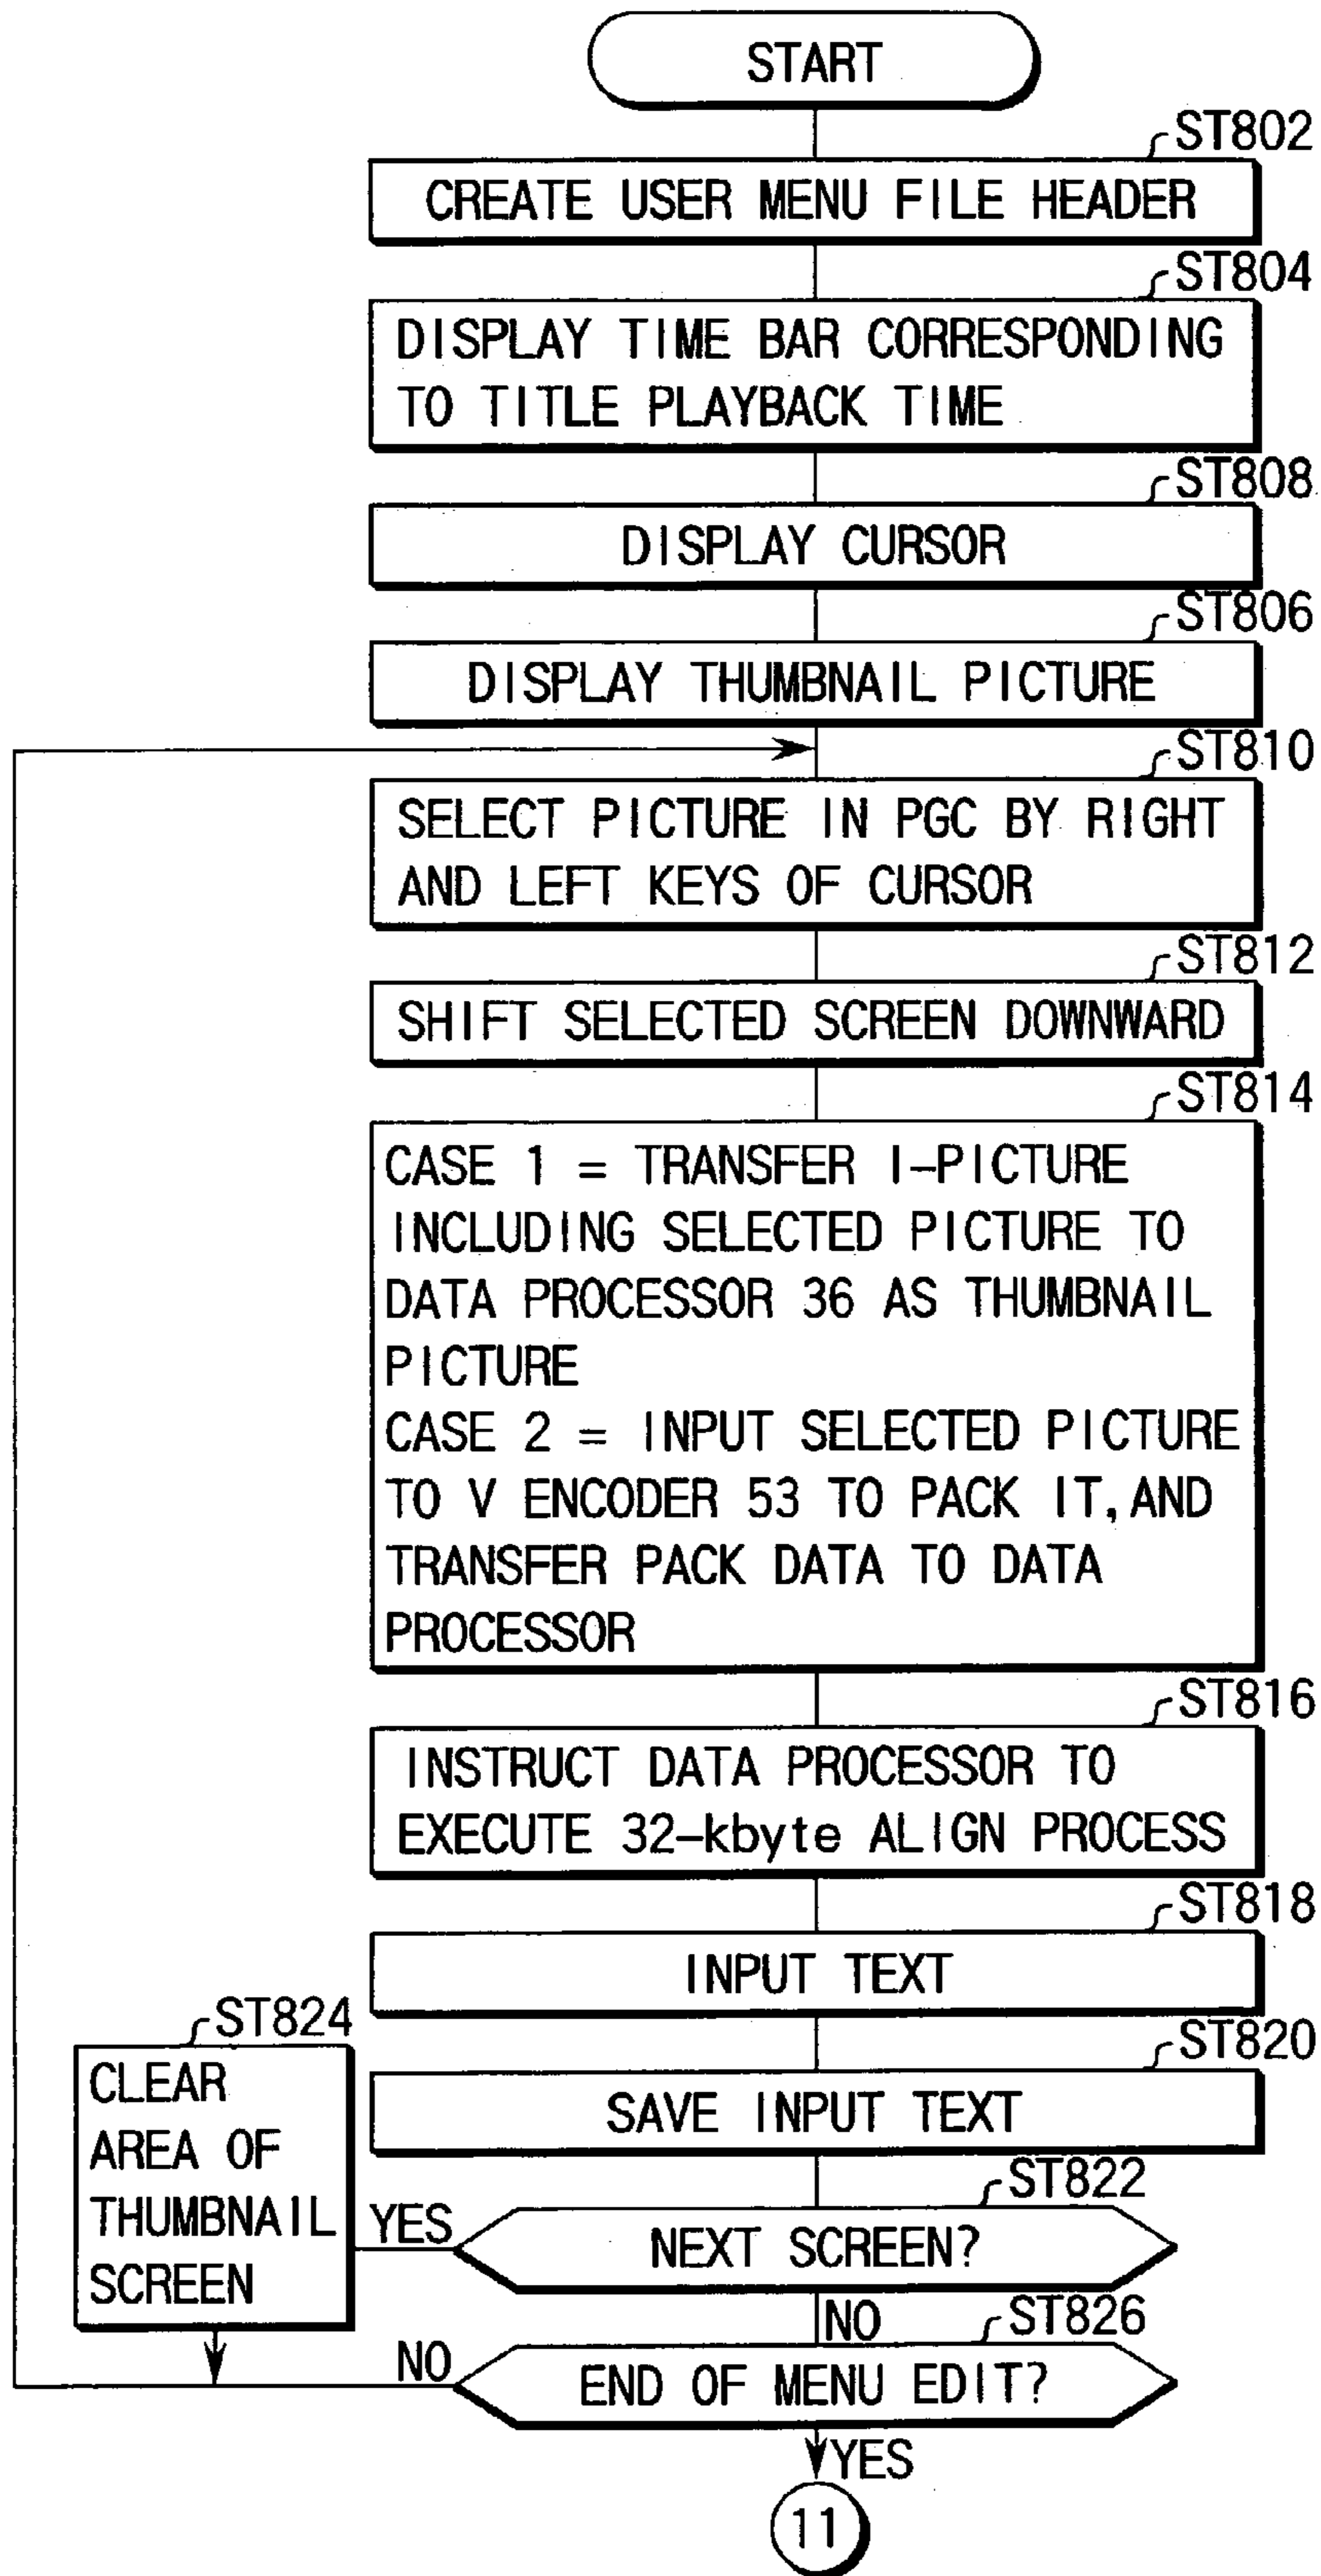 START
ST802
CREATE USER MENU FILE HEADER
ST804
DISPLAY TIME BAR CORRESPONDING
TO TITLE PLAYBACK TIME
ST808
DISPLAY CURSOR
ST806
DISPLAY THUMBNAIL PICTURE
ST810
SELECT PICTURE IN PGC BY RIGHT
AND LEFT KEYS OF CURSOR
ST812
SHIFT SELECTED SCREEN DOWNWARD
ST814
CASE 1 = TRANSFER I-PICTURE
INCLUDING SELECTED PICTURE TO
DATA PROCESSOR 36 AS THUMBNAIL
PICTURE
CASE 2 = INPUT SELECTED PICTURE
TO V ENCODER 53 TO PACK IT, AND
TRANSFER PACK DATA TO DATA
PROCESSOR
ST816
INSTRUCT DATA PROCESSOR TO
EXECUTE 32-kbyte ALIGN PROCESS
ST818
INPUT TEXT
ST820
SAVE INPUT TEXT
ST822
NEXT SCREEN?
YES
ST824
CLEAR
AREA OF
THUMBNAIL
SCREEN
NO
ST826
END OF MENU EDIT?
NO
YES
11